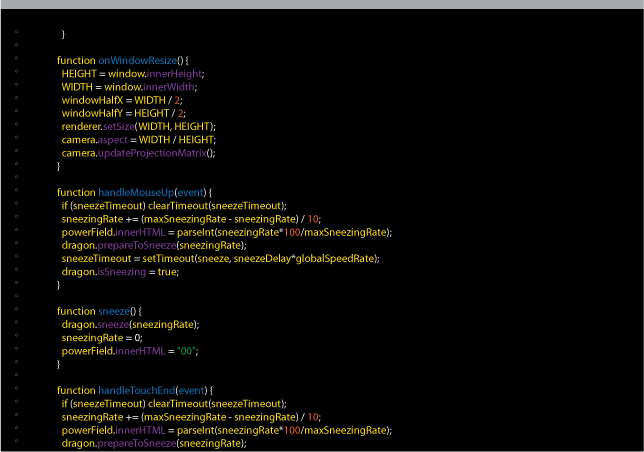 }
function onWindowResize() {
HEIGHT = window.innerHeight;
WIDTH = window.innerWidth;
windowHalfX = WIDTH / 2;
windowHalfY = HEIGHT / 2;
renderer.setSize(WIDTH, HEIGHT);
camera.aspect = WIDTH / HEIGHT;
camera.updateProjectionMatrix();
}
function handleMouseUp(event) {
if (sneezeTimeout) clearTimeout(sneezeTimeout);
sneezingRate += (maxSneezingRate - sneezingRate) / 10;
powerField.innerHTML = parseInt(sneezingRate*100/maxSneezingRate);
dragon.prepareToSneeze(sneezingRate);
sneezeTimeout = setTimeout(sneeze, sneezeDelay*globalSpeedRate);
dragon.isSneezing = true;
}
function sneeze() {
dragon.sneeze(sneezingRate);
sneezingRate = 0;
powerField.innerHTML = "00";
}
function handleTouchEnd(event) {
if (sneezeTimeout) clearTimeout(sneezeTimeout);
sneezingRate += (maxSneezingRate - sneezingRate) / 10;
powerField.innerHTML = parseInt(sneezingRate*100/maxSneezingRate);
dragon.prepareToSneeze(sneezingRate);